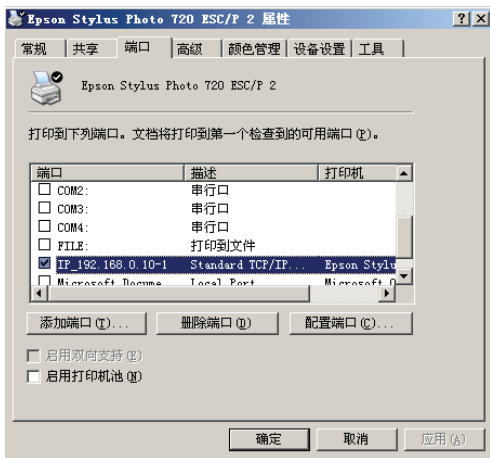 Epson Stylus Photo 720 ESC/P 2 属性
常规 共享 端口 高级 颜色管理 设备设置 工具
Epson Stylus Photo 720 ESC/P 2
打印到下列端口。文档将打印到第一个检查到的可用端口(P)。
端口 描述 打印机
COM2: 串行口
COM3: 串行口
COM4: 串行口
FILE: 打印到文件
IP_192.168.0.10-1 Standard TCP/IP... Epson Stylu
Microsoft Docume Local Port Microsoft O
添加端口(T)... 删除端口(D) 配置端口(C)...
启用双向支持(E)
启用打印机池(N)
确定 取消 应用(A)